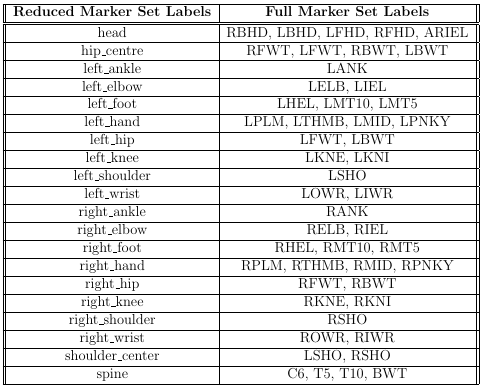 Reduced Marker Set Labels Full Marker Set Labels
head RBHD, LBHD, LFHD, RFHD, ARIEL
hip_centre RFWT, LFWT, RBWT, LBWT
left_ankle LANK
left_elbow LELB, LIEL
left_foot LHEL, LMT10, LMT5
left_hand LPLM, LTHMB, LMID, LPNKY
left_hip LFWT, LBWT
left_knee LKNE, LKNI
left_shoulder LSHO
left_wrist LOWR, LIWR
right_ankle RANK
right_elbow RELB, RIEL
right_foot RHEL, RMT10, RMT5
right_hand RPLM, RTHMB, RMID, RPNKY
right_hip RFWT, RBWT
right_knee RKNE, RKNI
right_shoulder RSHO
right_wrist ROWR, RIWR
shoulder_center LSHO, RSHO
spine C6, T5, T10, BWT